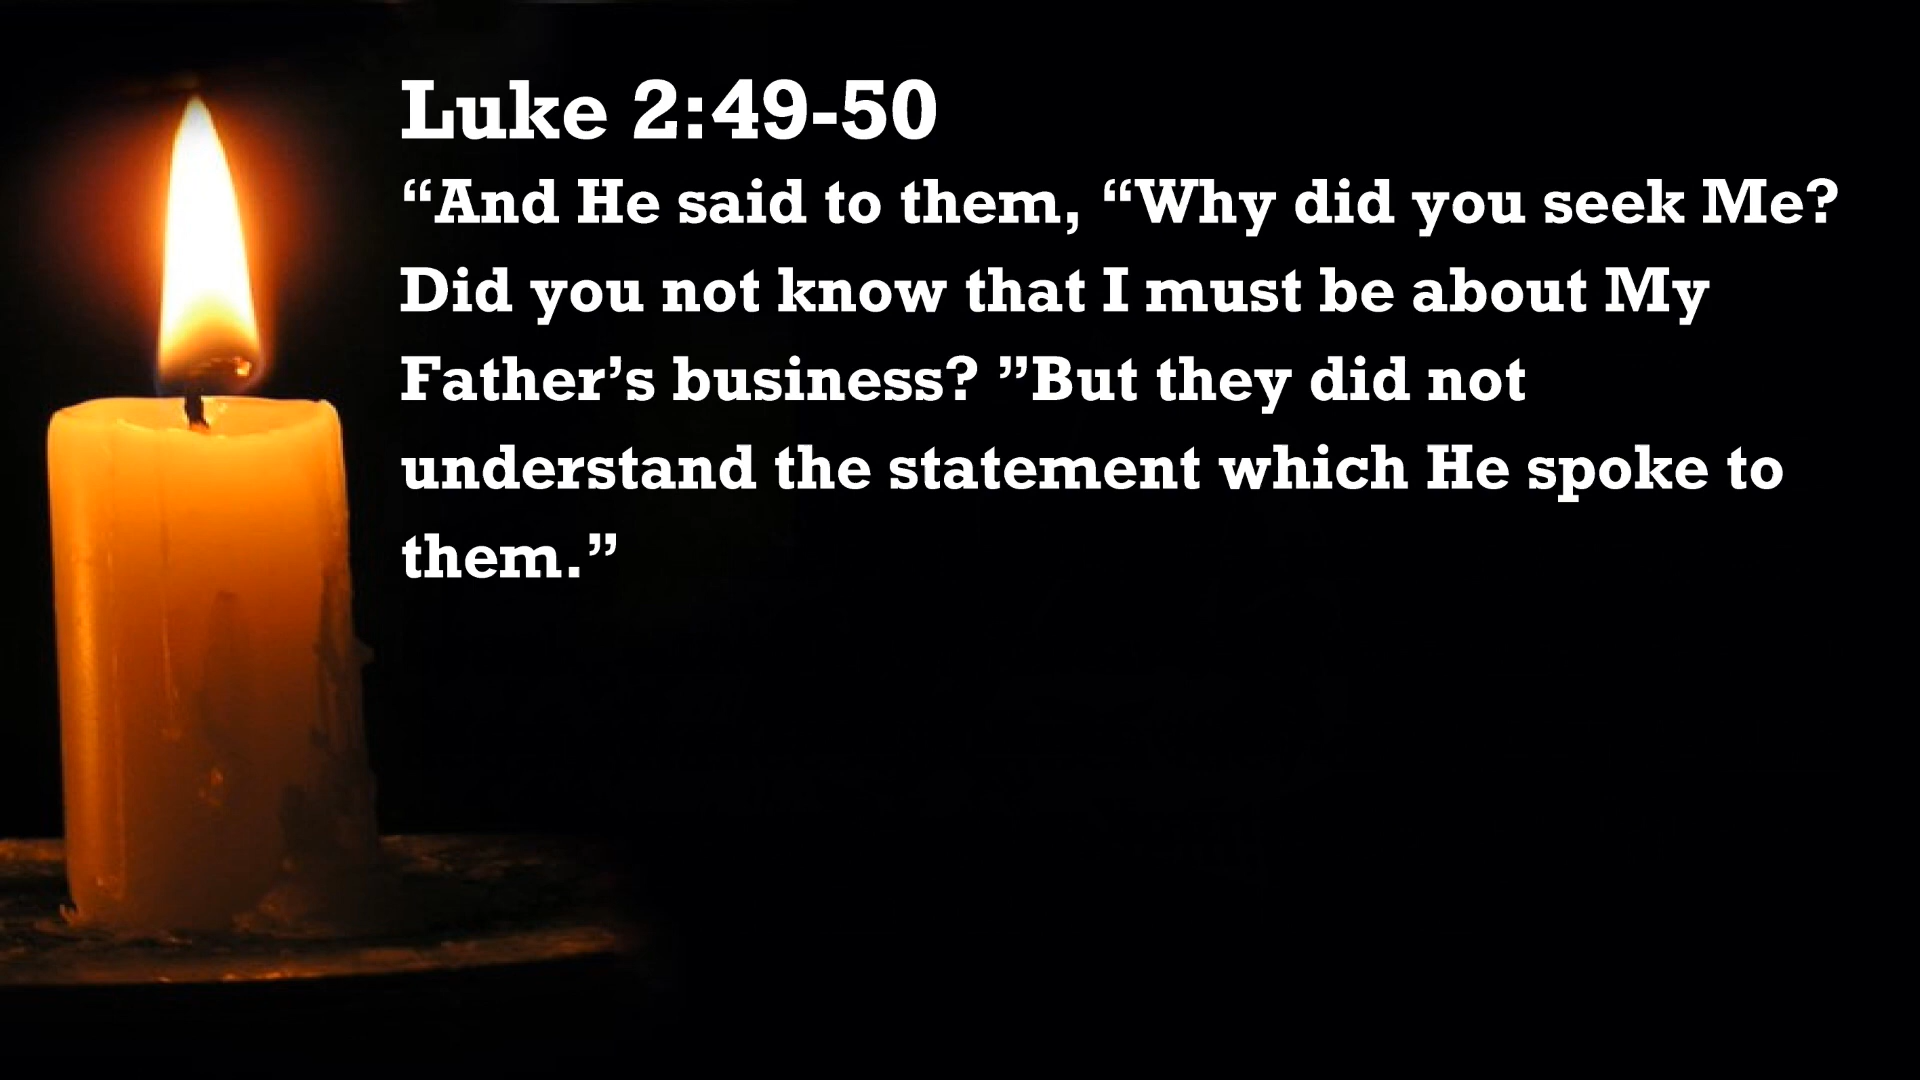 Luke 2:49-50
“And He said to them, “Why did you seek Me?
Did you not know that I must be about My
Father’s business? ”But they did not
understand the statement which He spoke to
them.”